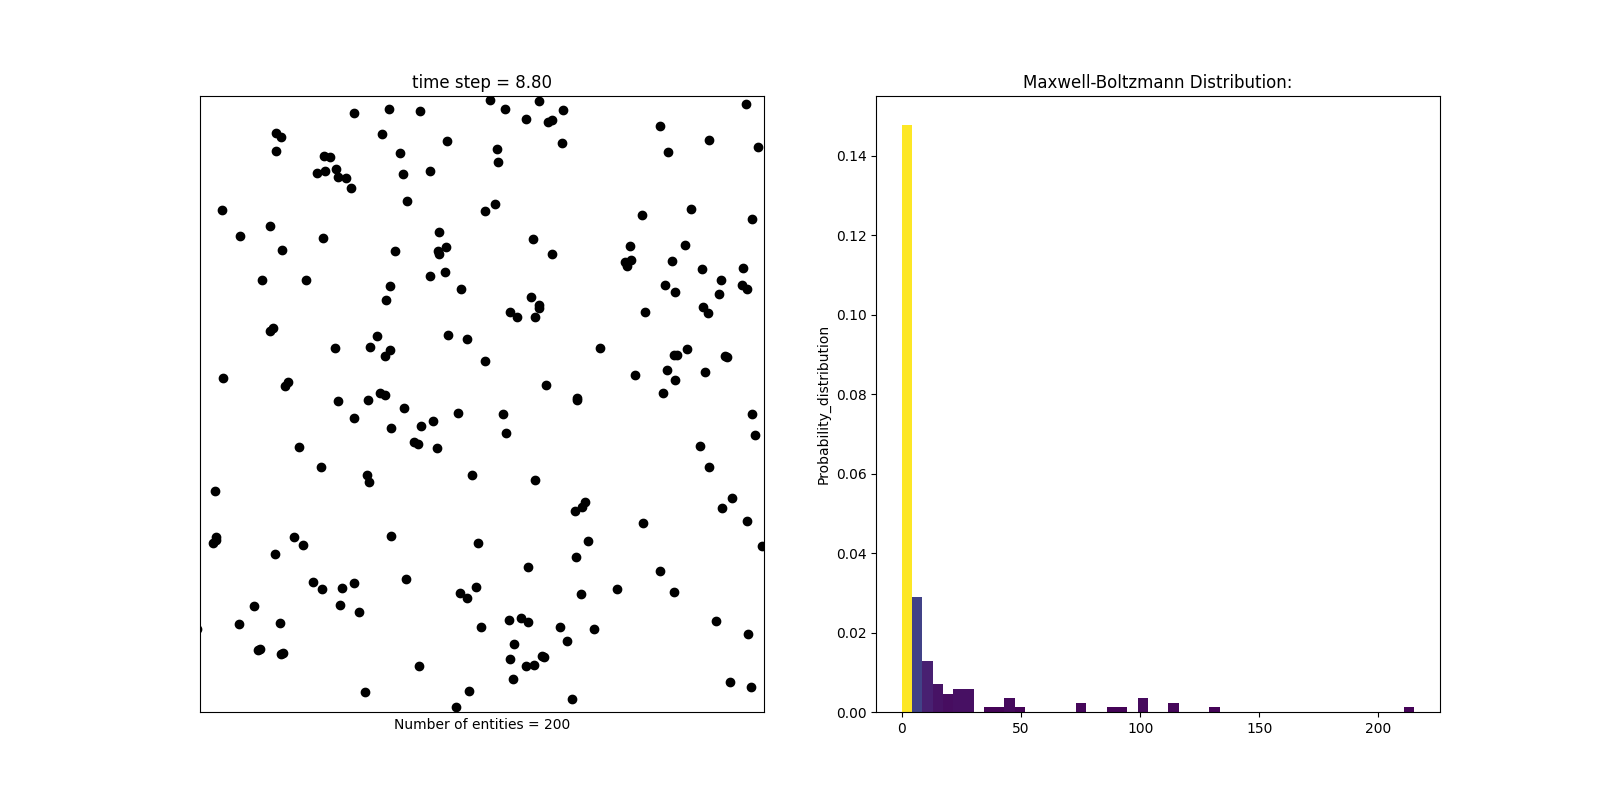 time step = 8.80
Number of entities = 200
Maxwell-Boltzmann Distribution:
Probability_distribution
0.14
0.12
0.10
0.08
0.06
0.04
0.02
0.00
0 50 100 150 200